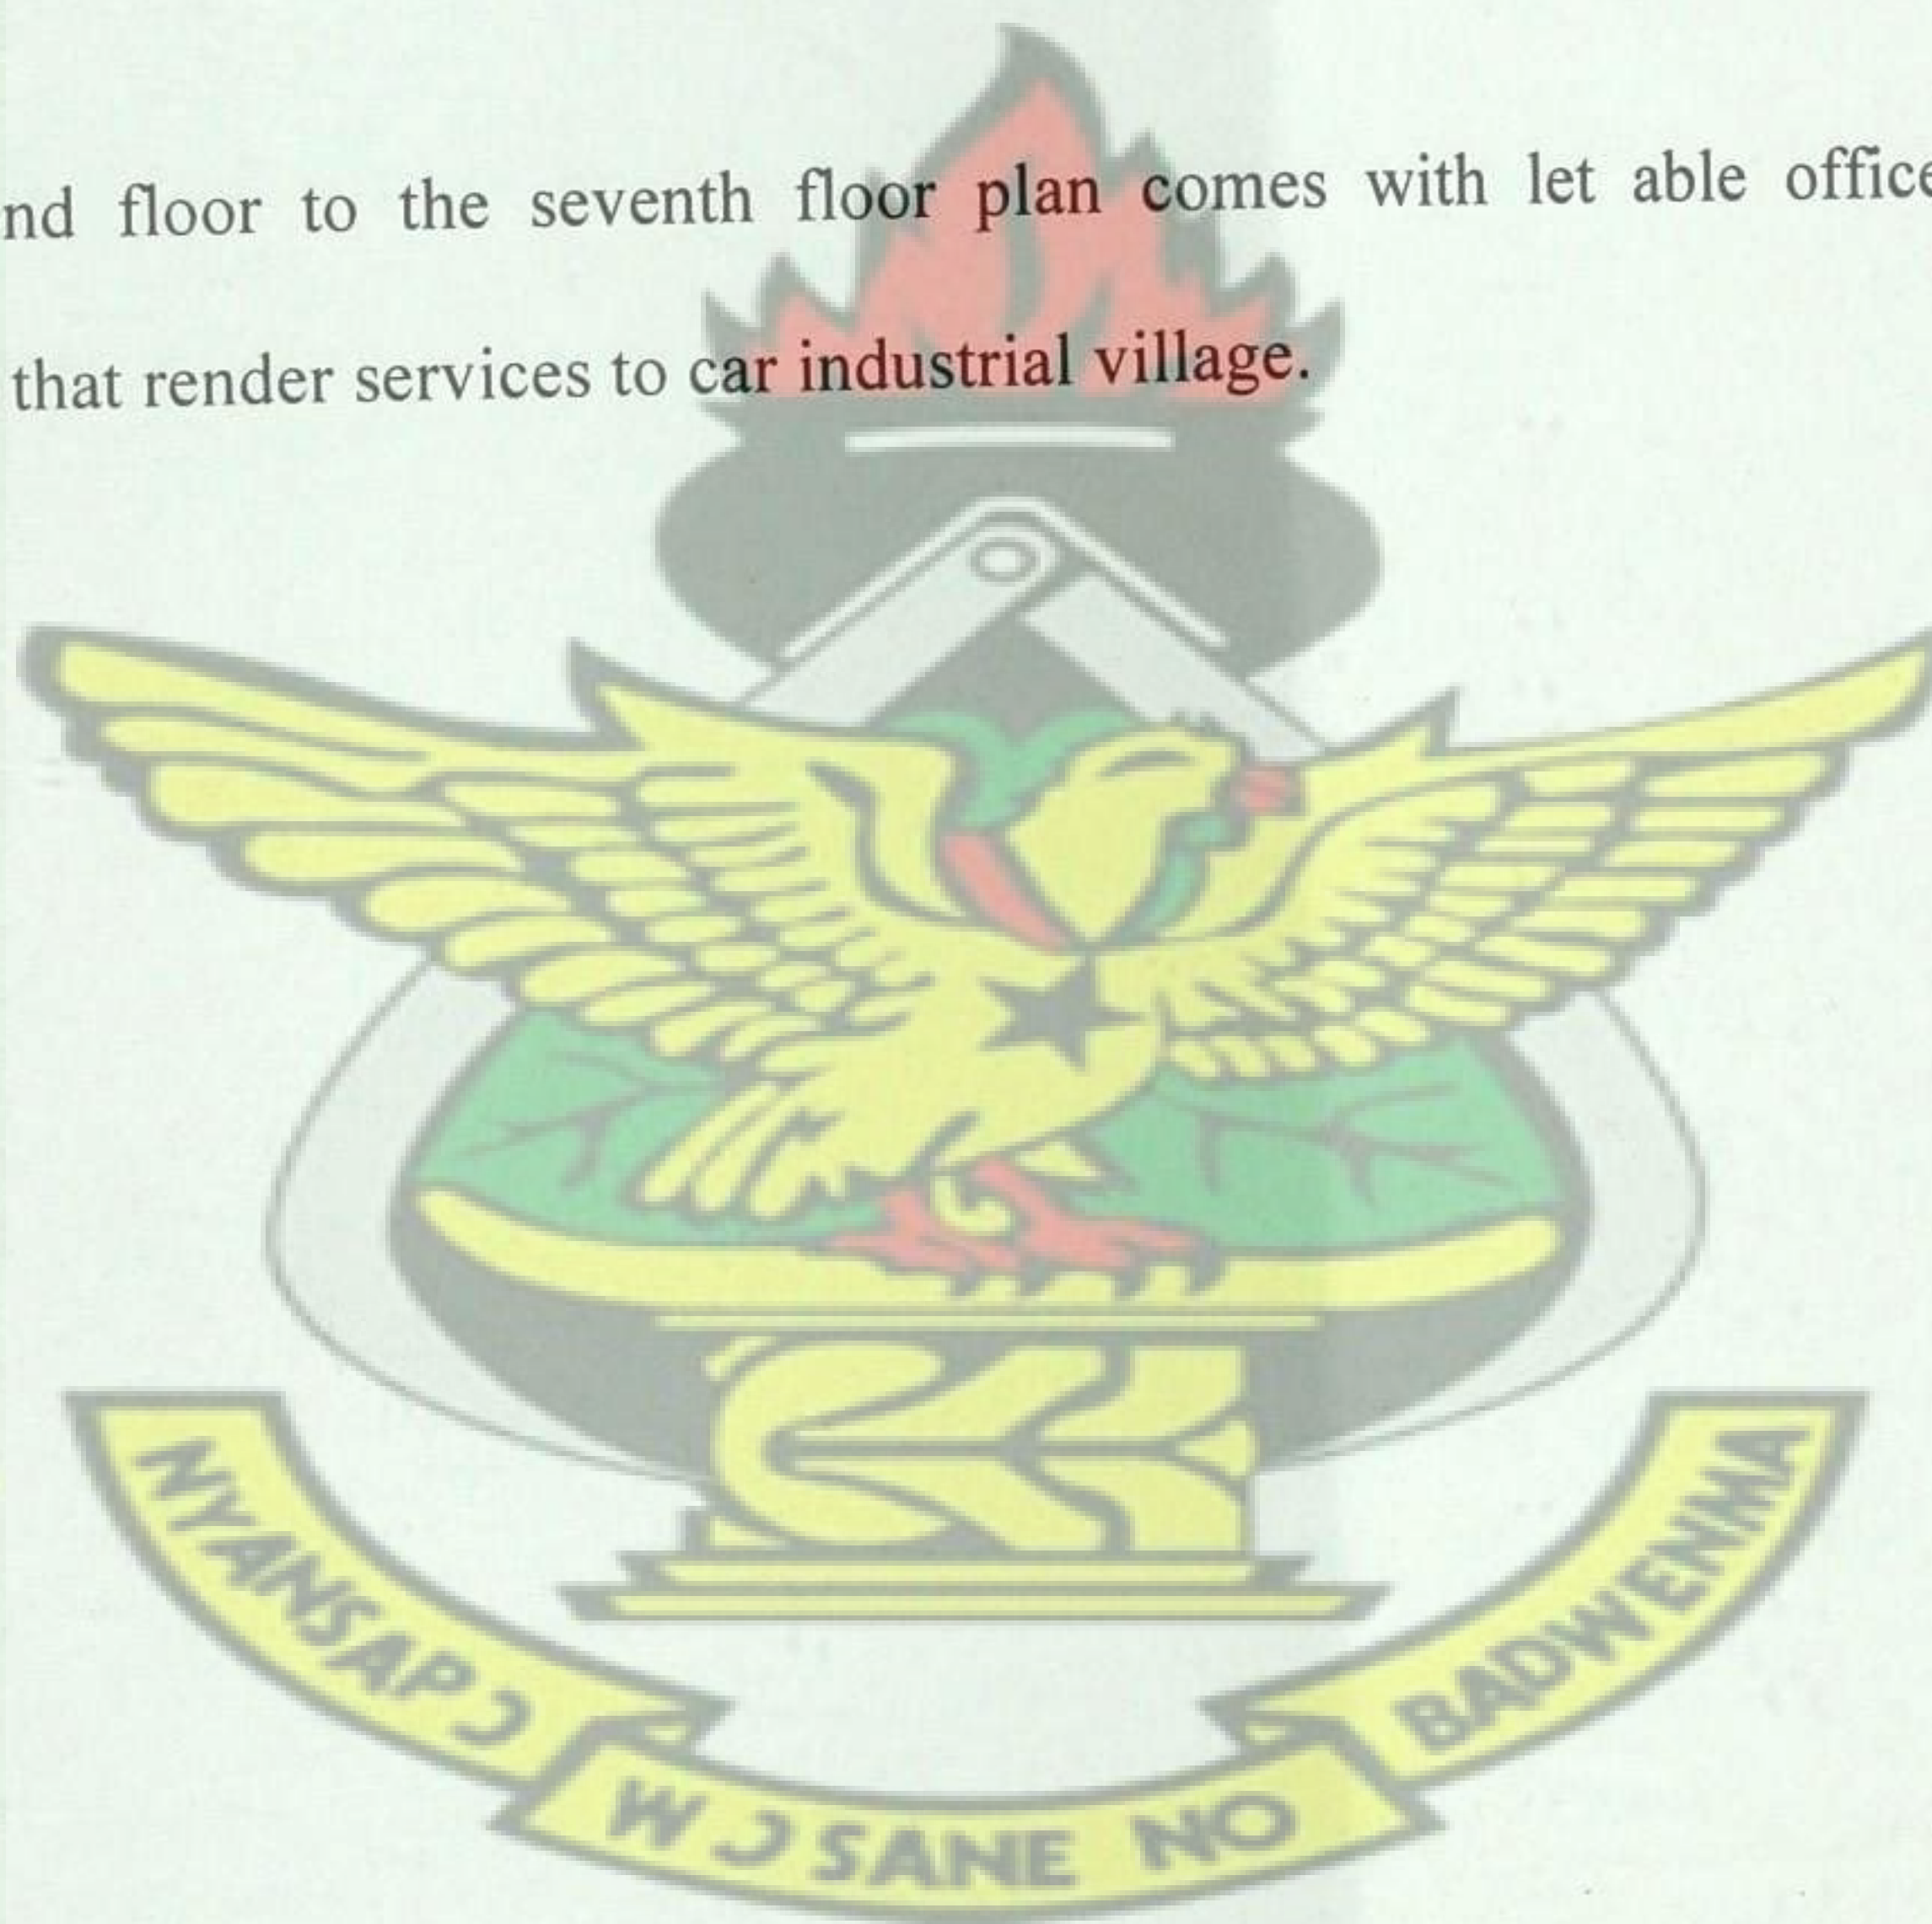 nd floor to the seventh floor plan comes with let able office
that render services to car industrial village.
NYANSAPƆ
WƆSANE NO
BADWENMA